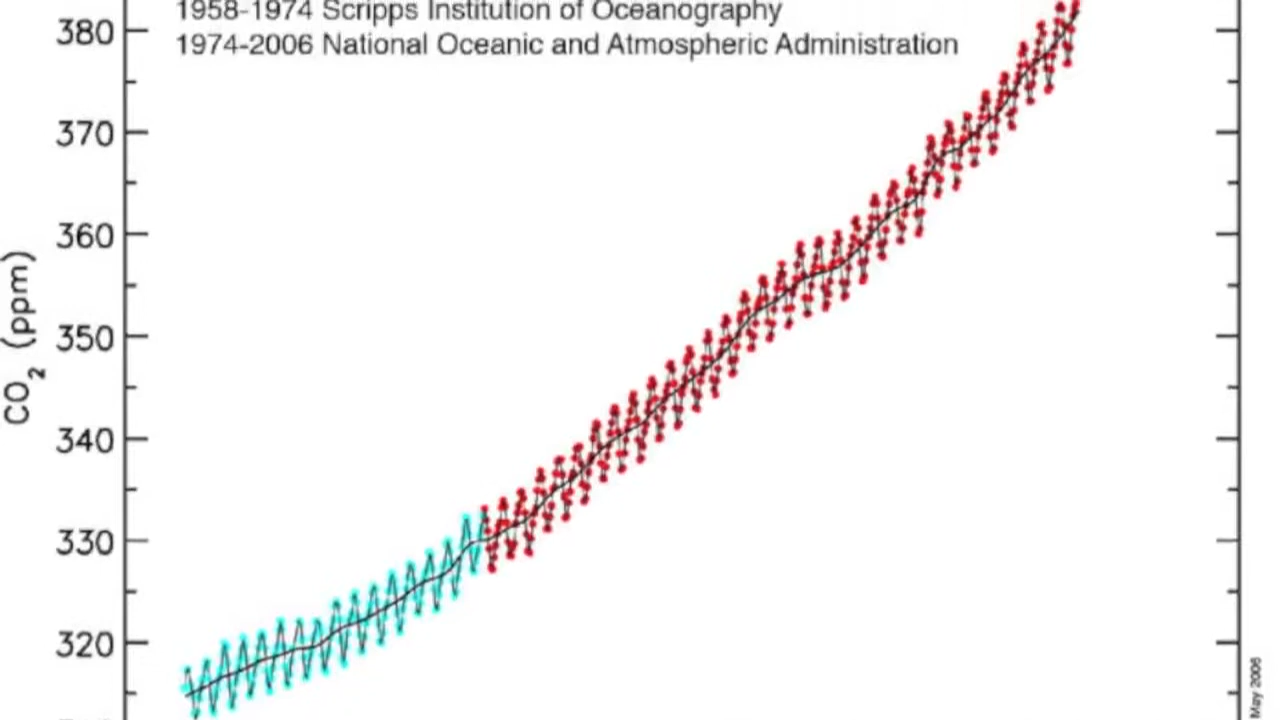 1958-1974 Scripps Institution of Oceanography
1974-2006 National Oceanic and Atmospheric Administration
380
370
360
350
340
330
320
CO2 (ppm)
May 2006